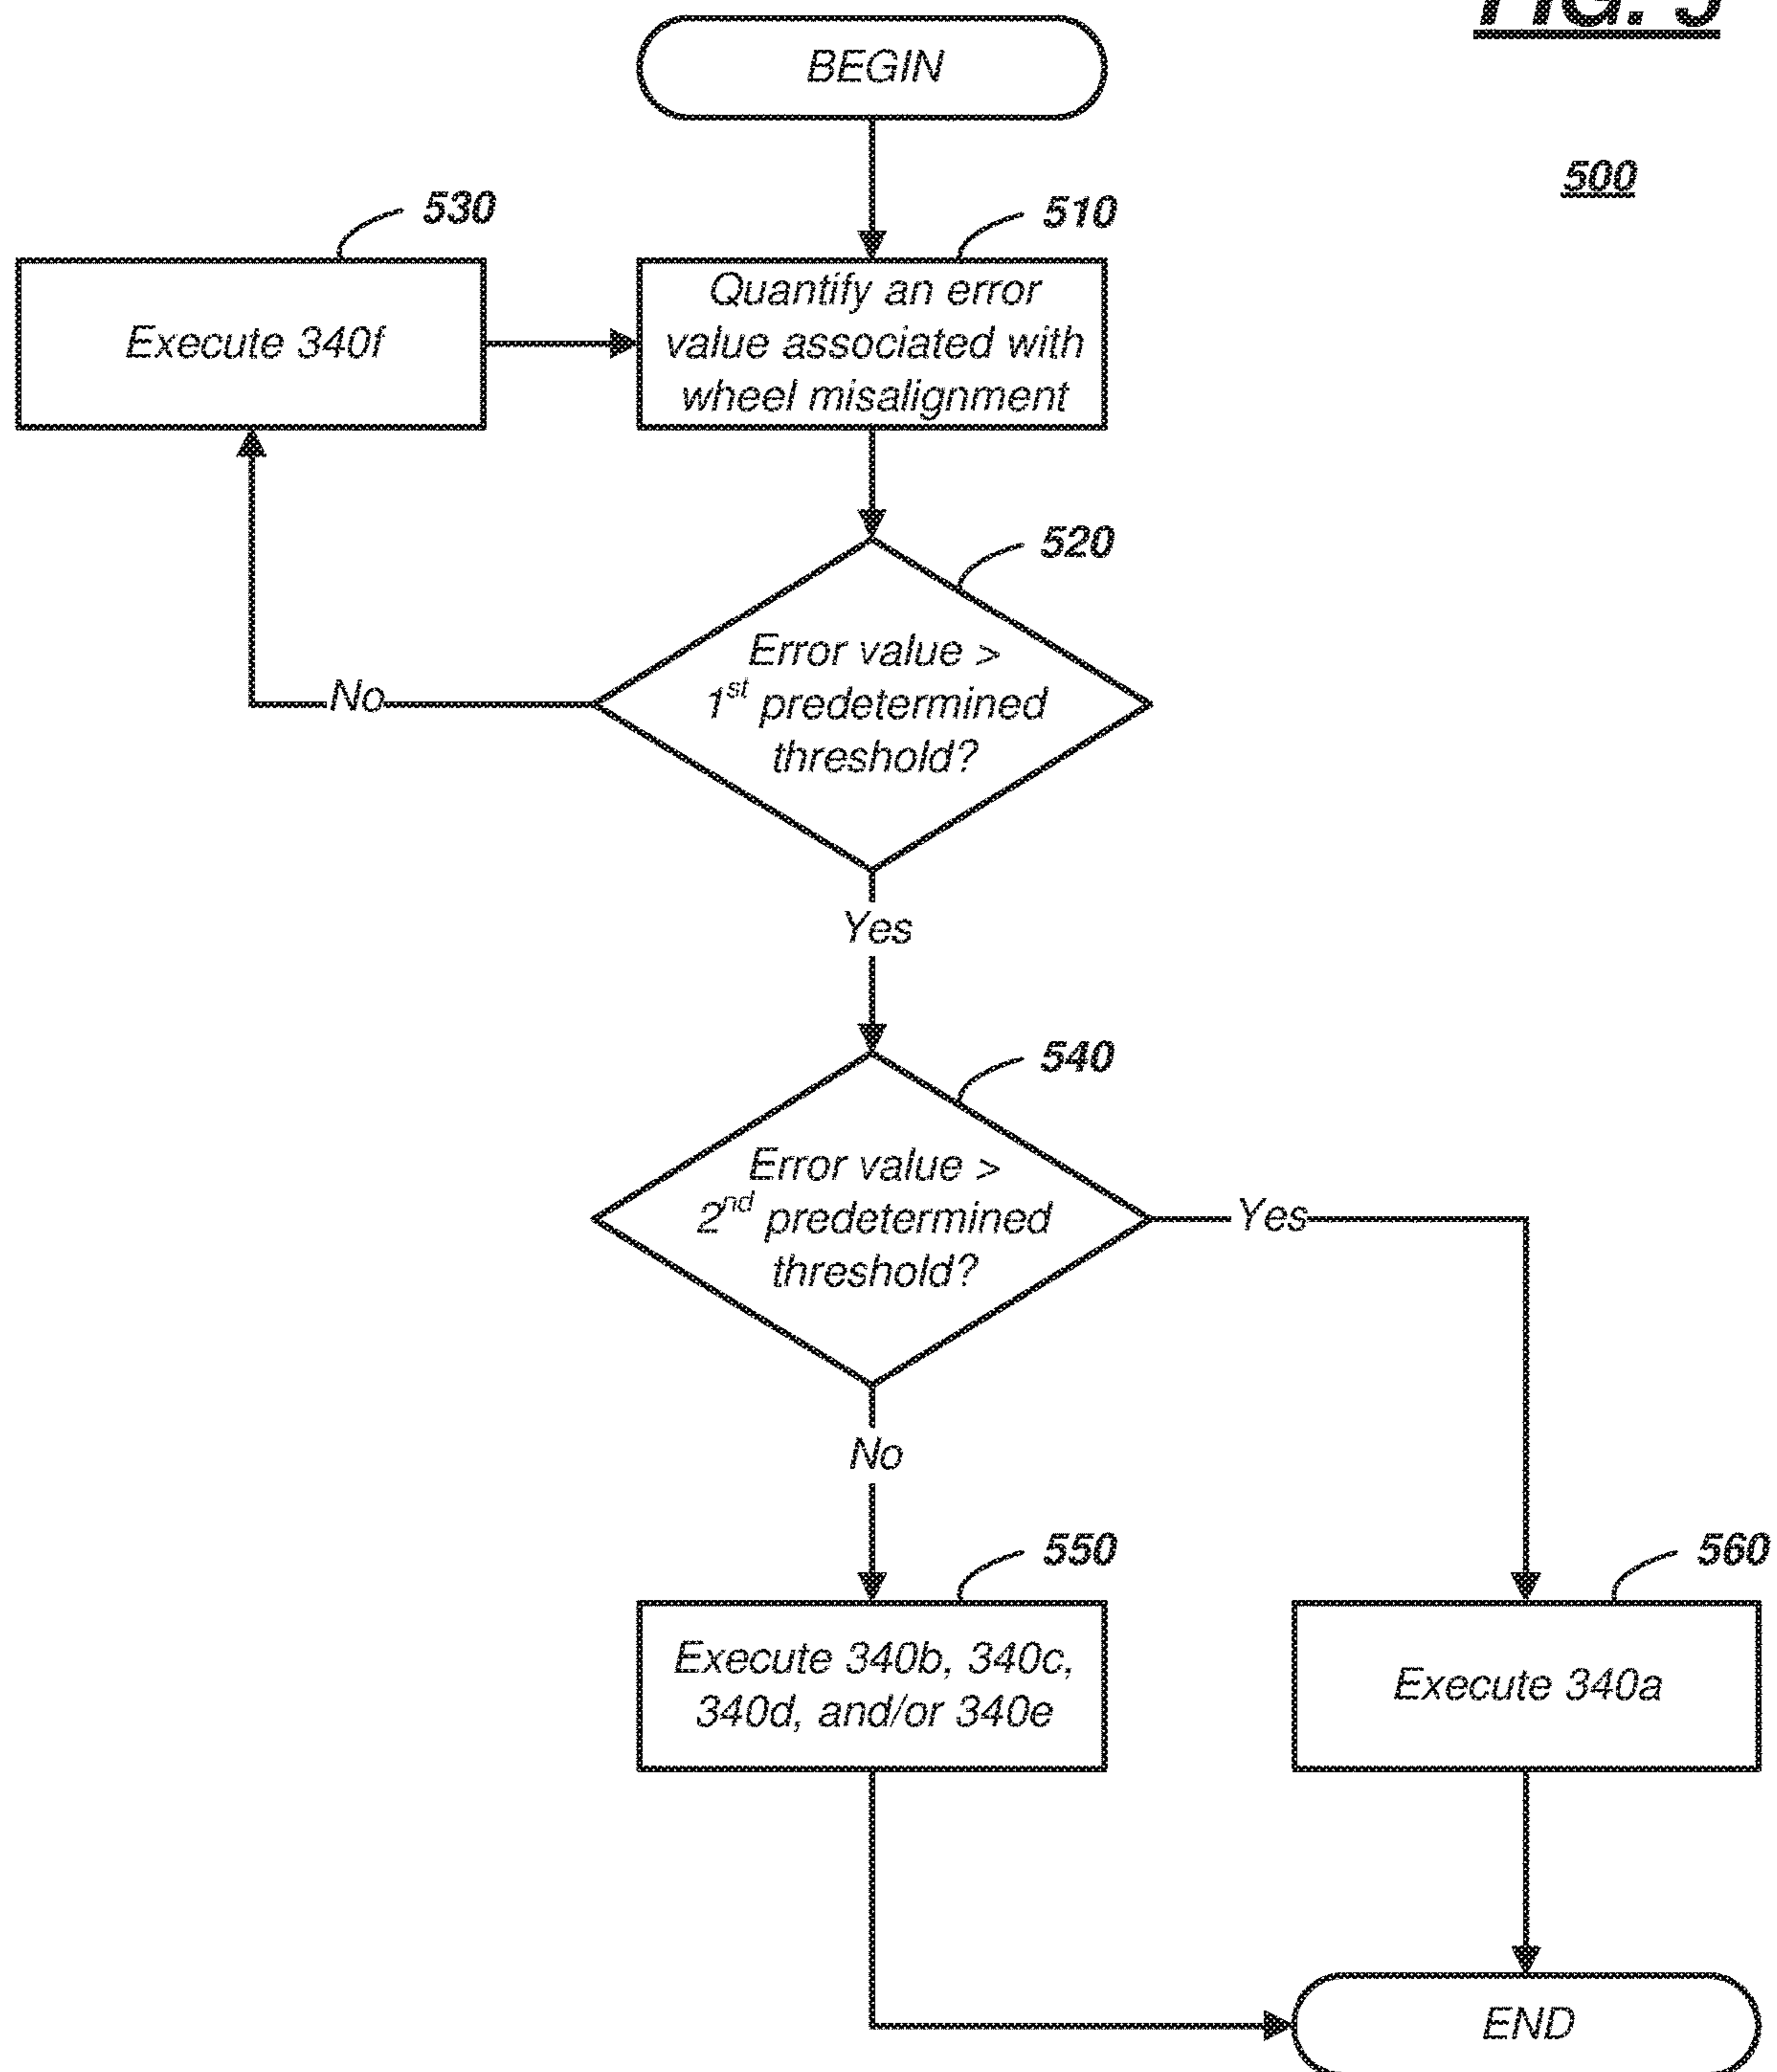 FIG. 5
BEGIN
500
530
510
Execute 340f
Quantify an error
value associated with
wheel misalignment
520
Error value >
1st predetermined
threshold?
No
Yes
540
Error value >
2nd predetermined
threshold?
Yes
No
550
560
Execute 340b, 340c,
340d, and/or 340e
Execute 340a
END